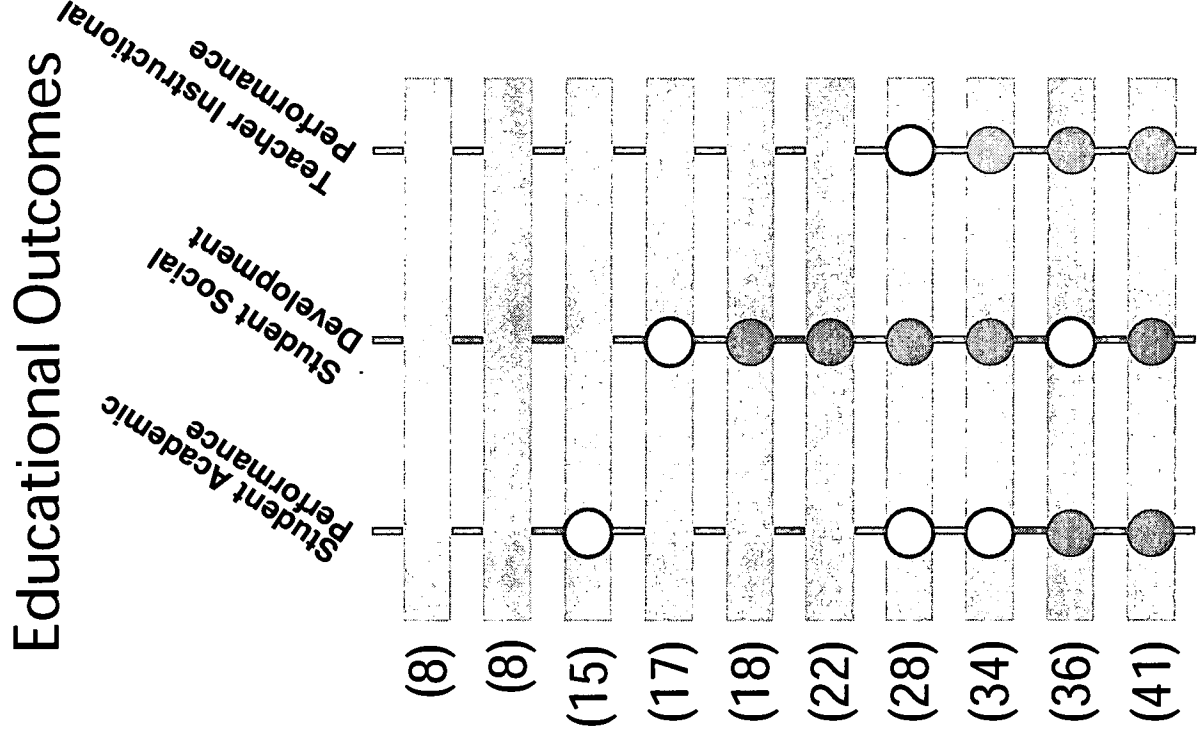 Educational Outcomes
Student Academic
Performance
Student Social
Development
Teacher Instructional
Performance
(8)
(8)
(15)
(17)
(18)
(22)
(28)
(34)
(36)
(41)